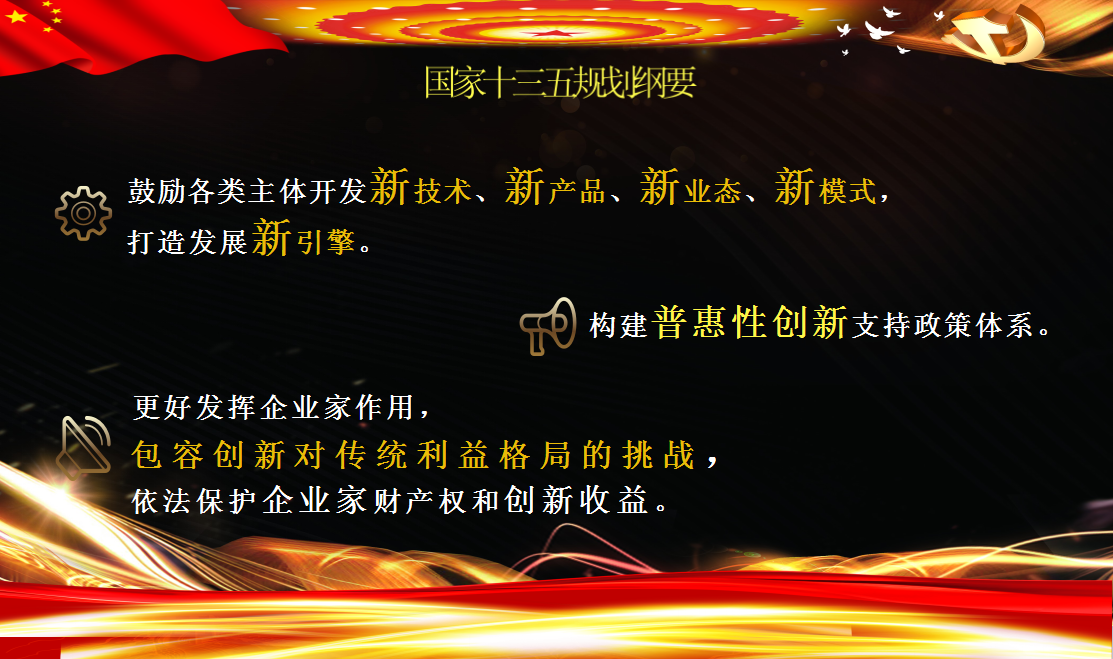 国家十三五规划纲要
鼓励各类主体开发新技术、新产品、新业态、新模式，
打造发展新引擎。
构建普惠性创新支持政策体系。
更好发挥企业家作用，
包容创新对传统利益格局的挑战，
依法保护企业家财产权和创新收益。